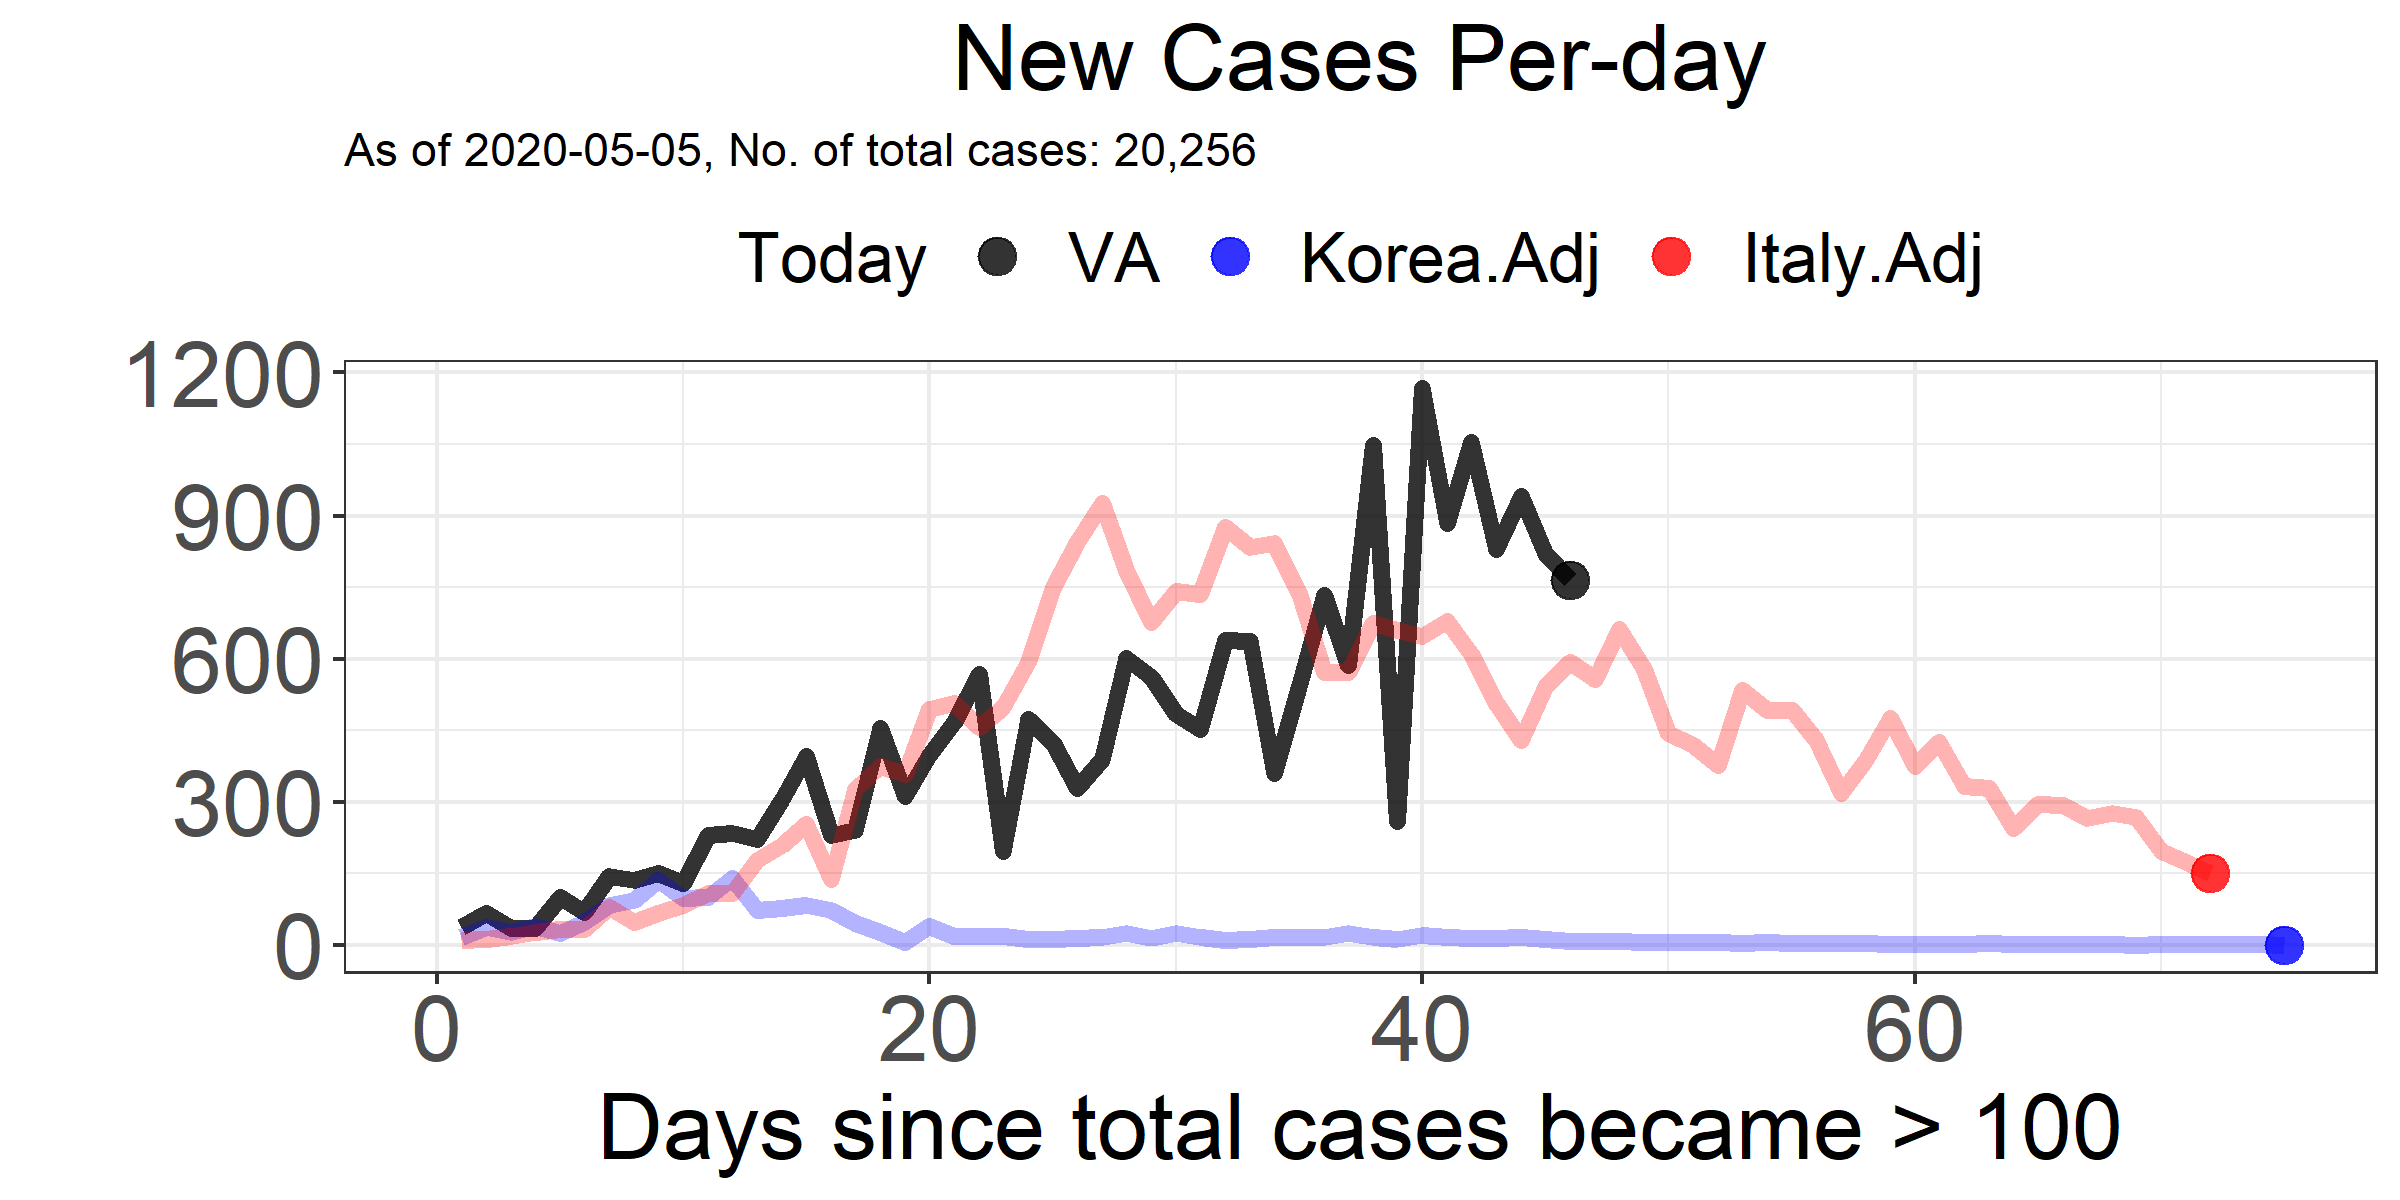 New Cases Per-day
As of 2020-05-05, No. of total cases: 20,256
Today VA Korea.Adj Italy.Adj
1200
900
600
300
0
0 20 40 60
Days since total cases became > 100